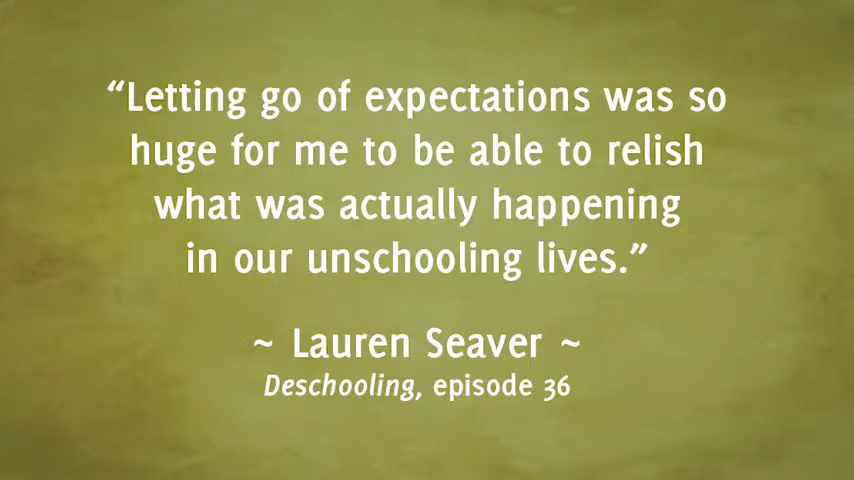 “Letting go of expectations was so
huge for me to be able to relish
what was actually happening
in our unschooling lives.”
~ Lauren Seaver ~
Deschooling, episode 36